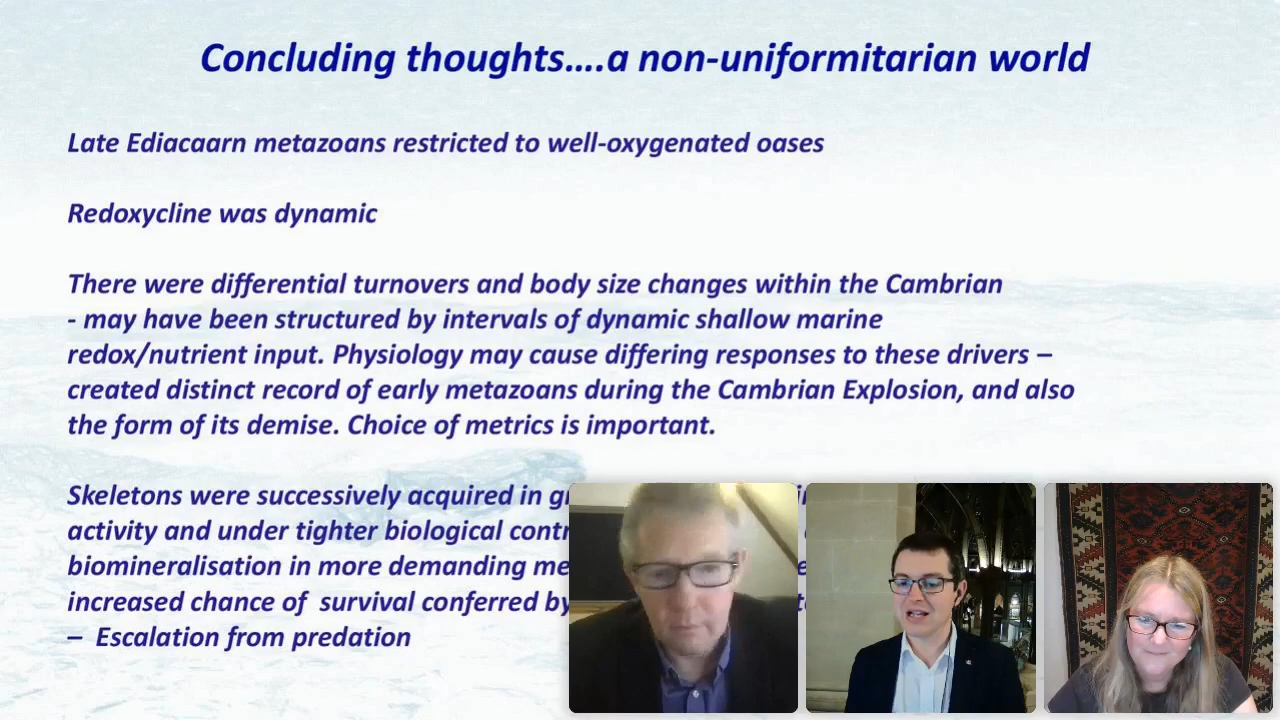 Concluding thoughts....a non-uniformitarian world
Late Ediacaarn metazoans restricted to well-oxygenated oases
Redoxycline was dynamic
There were differential turnovers and body size changes within the Cambrian
- may have been structured by intervals of dynamic shallow marine
redox/nutrient input. Physiology may cause differing responses to these drivers –
created distinct record of early metazoans during the Cambrian Explosion, and also
the form of its demise. Choice of metrics is important.
Skeletons were successively acquired in
activity and under tighter biological
biomineralisation in more demanding
increased chance of survival conferred by
– Escalation from predation